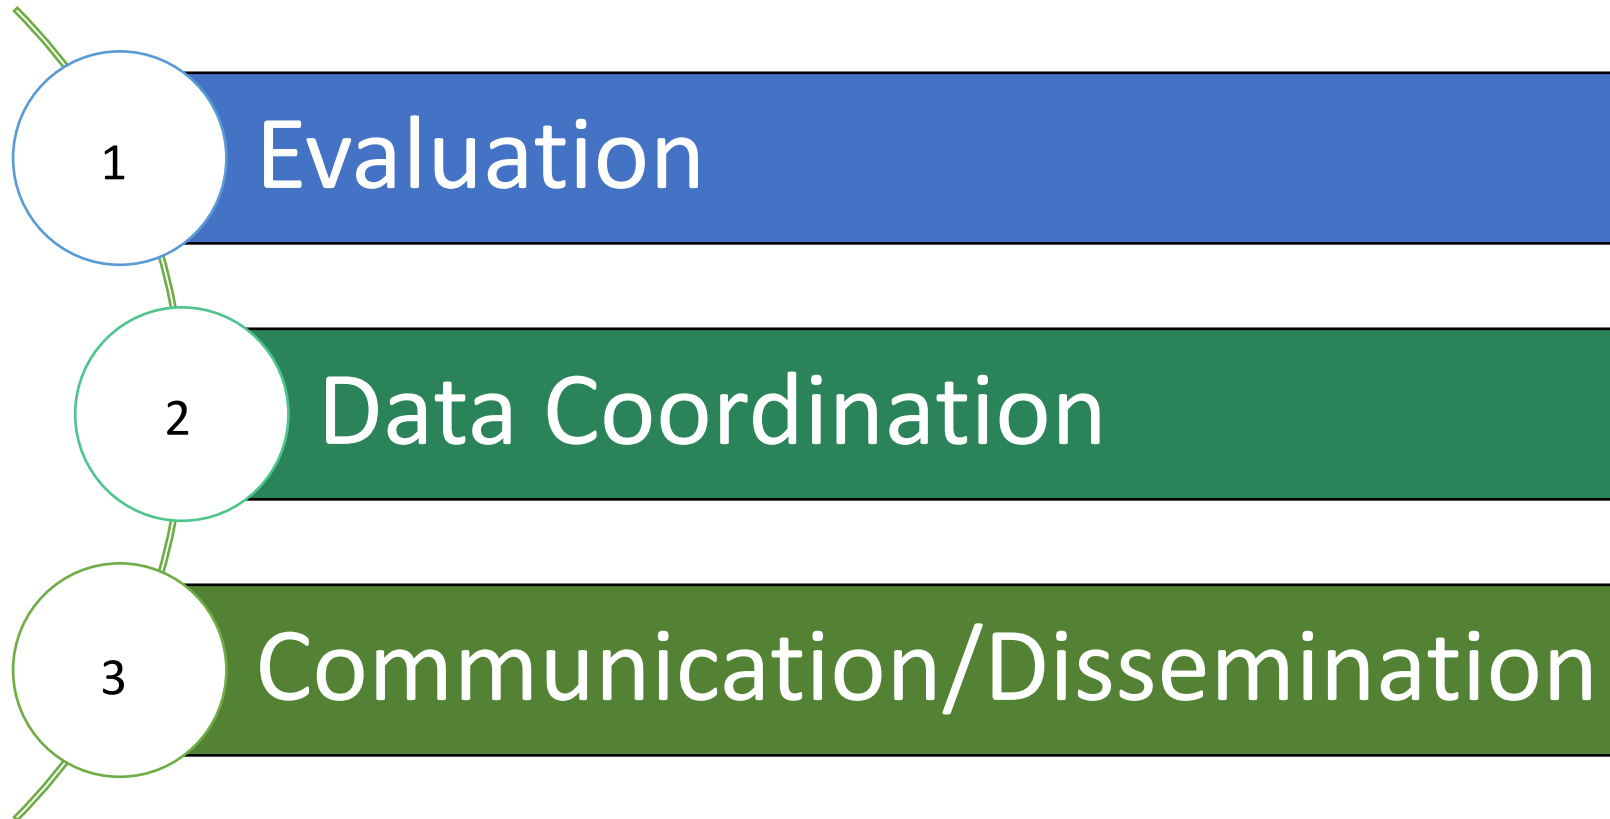 1
Evaluation
2
Data Coordination
3
Communication/Dissemination